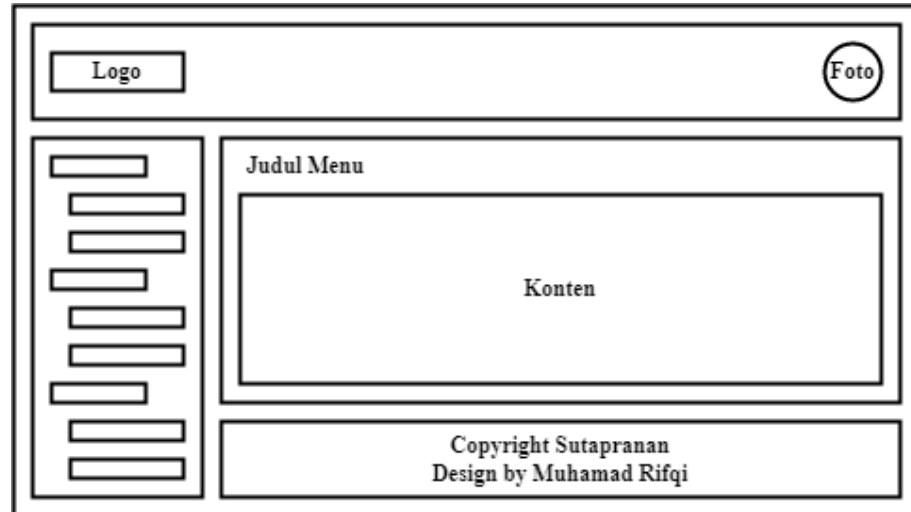 Logo
Foto
Judul Menu
Konten
Copyright Sutapranan
Design by Muhamad Rifqi